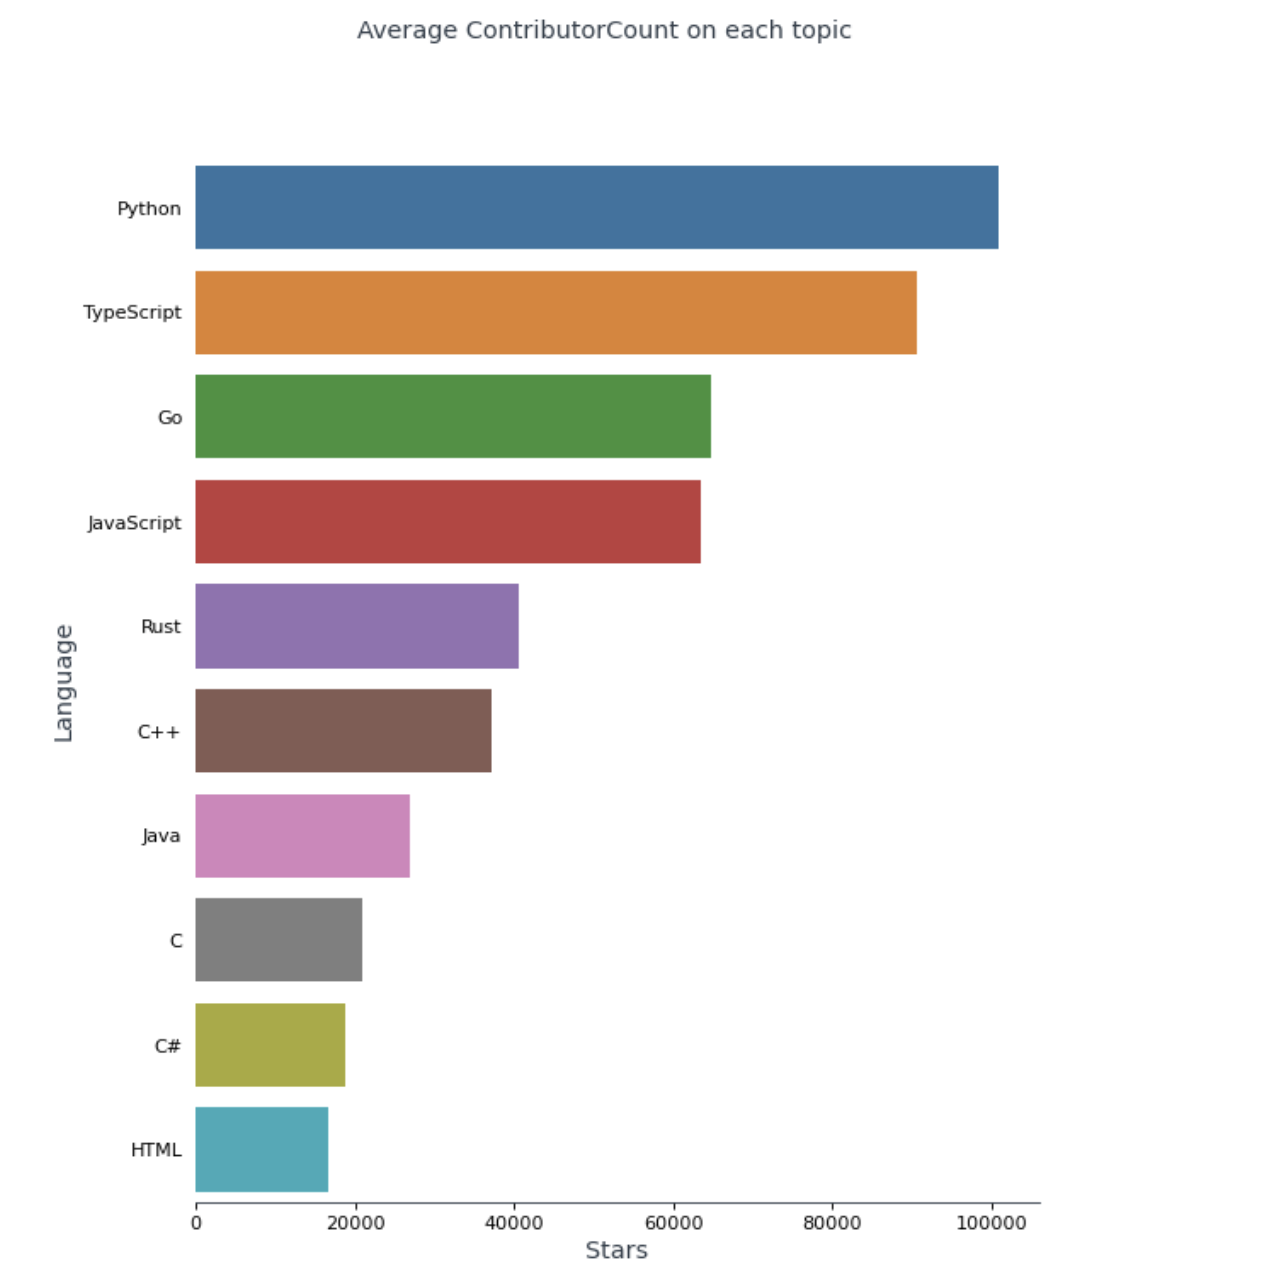 Average ContributorCount on each topic
Python
TypeScript
Go
JavaScript
Rust
C++
Java
C
C#
HTML
Language
0 20000 40000 60000 80000 100000
Stars